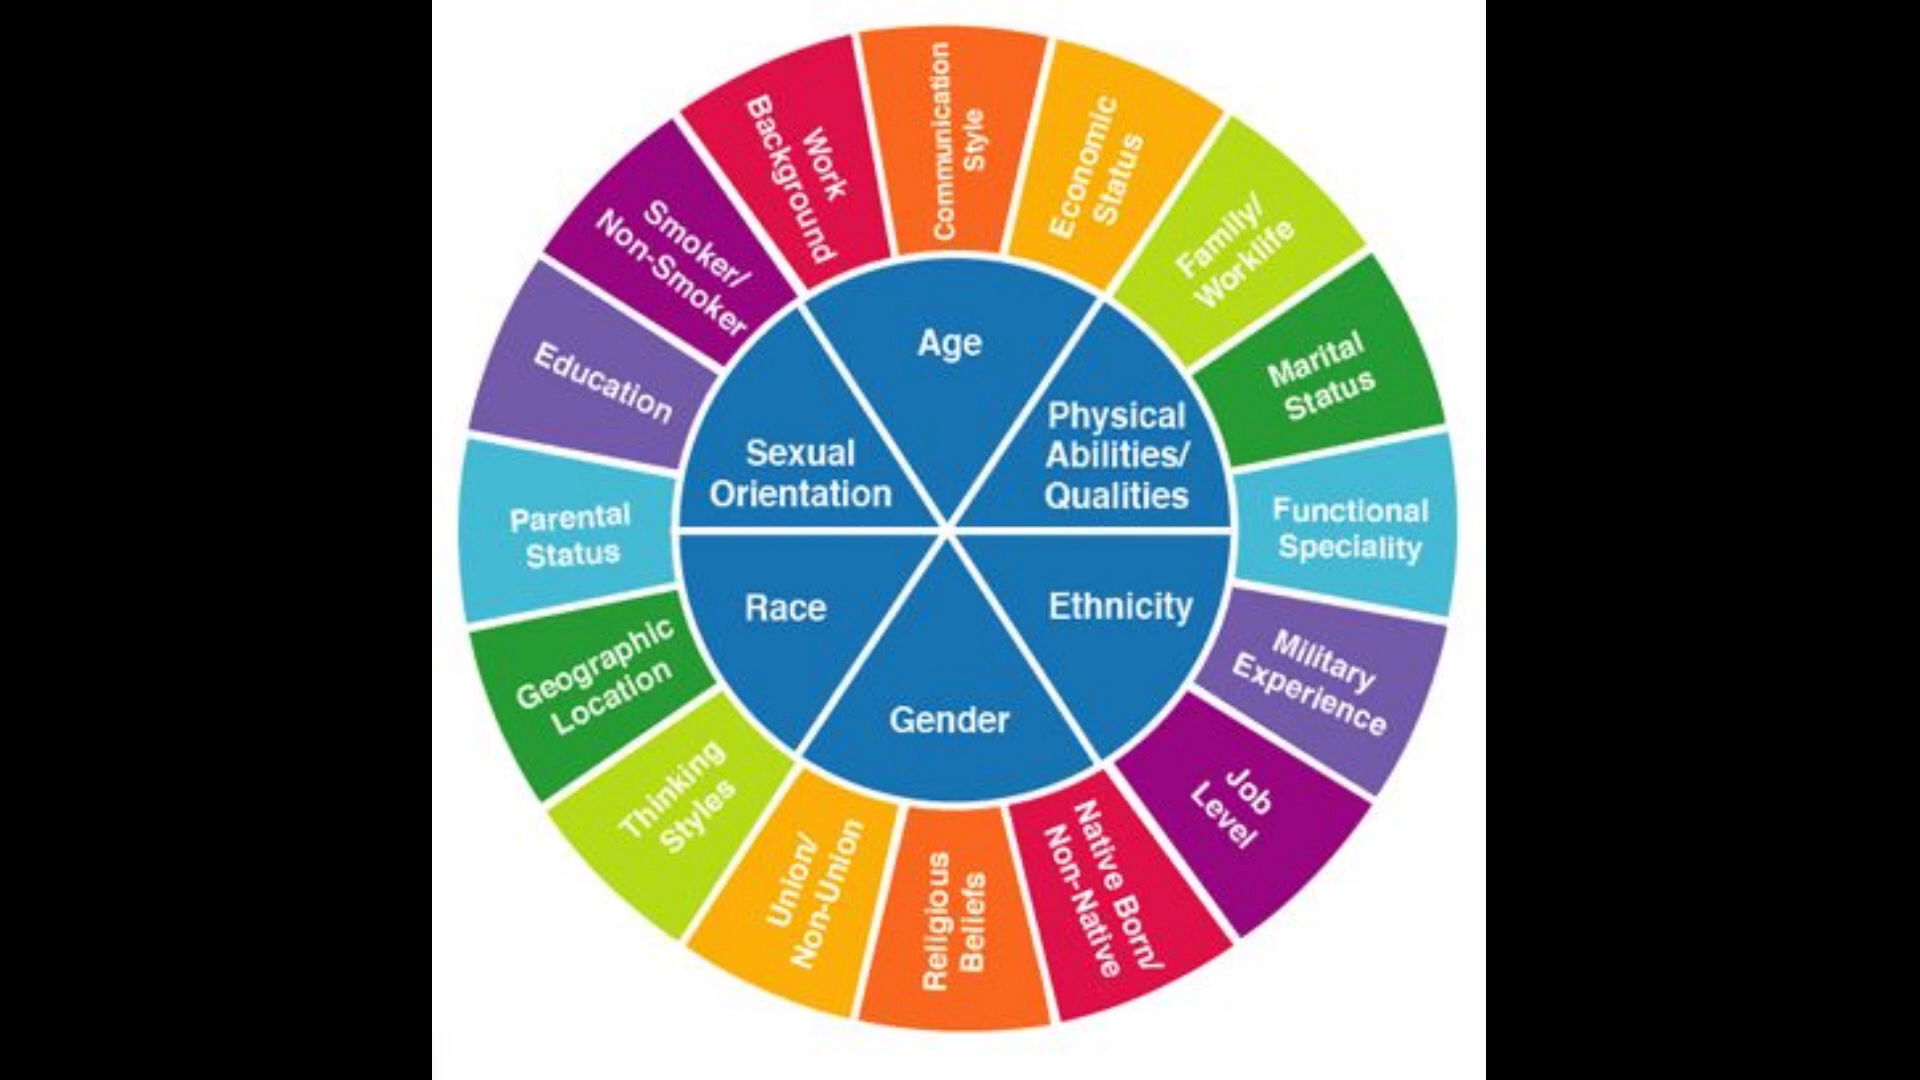 Communication
Style
Economic
Status
Family/
Worklife
Marital
Status
Functional
Speciality
Military
Experience
Job
Level
Native Born/
Non-Native
Religious
Beliefs
Union/
Non-Union
Thinking
Styles
Geographic
Location
Parental
Status
Education
Smoker/
Non-Smoker
Work
Background
Age
Physical
Abilities/
Qualities
Ethnicity
Gender
Race
Sexual
Orientation